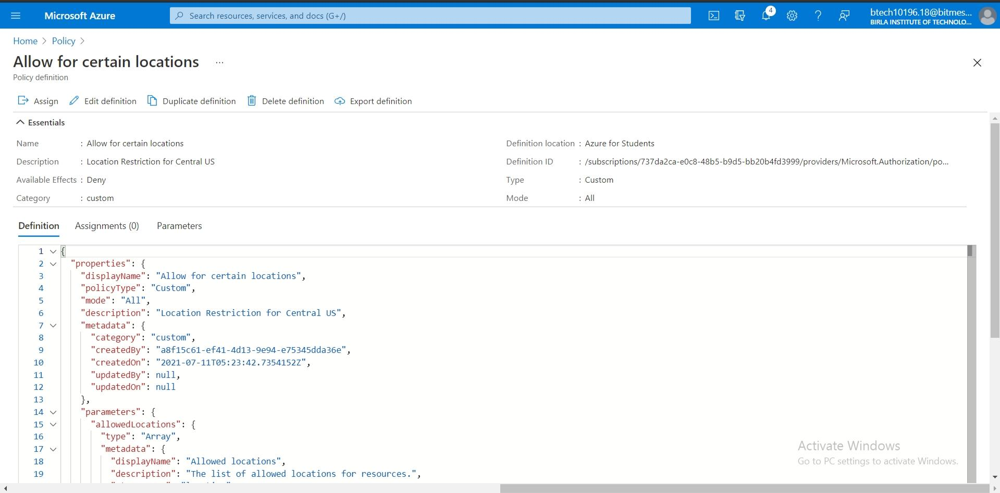 Microsoft Azure
Search resources, services, and docs (G+/)
4
btech10196.18@bitmes...
BIRLA INSTITUTE OF TECHNOLO...
Home > Policy >
Allow for certain locations ...
Policy definition
Assign Edit definition Duplicate definition Delete definition Export definition
Essentials
Name : Allow for certain locations
Description : Location Restriction for Central US
Available Effects : Deny
Category : custom
Definition location : Azure for Students
Definition ID : /subscriptions/737da2ca-e0c8-48b5-b9d5-bb20b4fd3999/providers/Microsoft.Authorization/po...
Type : Custom
Mode : All
Definition Assignments (0) Parameters
1 {
2 "properties": {
3 "displayName": "Allow for certain locations",
4 "policyType": "Custom",
5 "mode": "All",
6 "description": "Location Restriction for Central US",
7 "metadata": {
8 "category": "custom",
9 "createdBy": "a8f15c61-ef41-4d13-9e94-e75345dda36e",
10 "createdOn": "2021-07-11T05:23:42.7354152Z",
11 "updatedBy": null,
12 "updatedOn": null
13 },
14 "parameters": {
15 "allowedLocations": {
16 "type": "Array",
17 "metadata": {
18 "displayName": "Allowed locations",
19 "description": "The list of allowed locations for resources.",
Activate Windows
Go to PC settings to activate Windows.